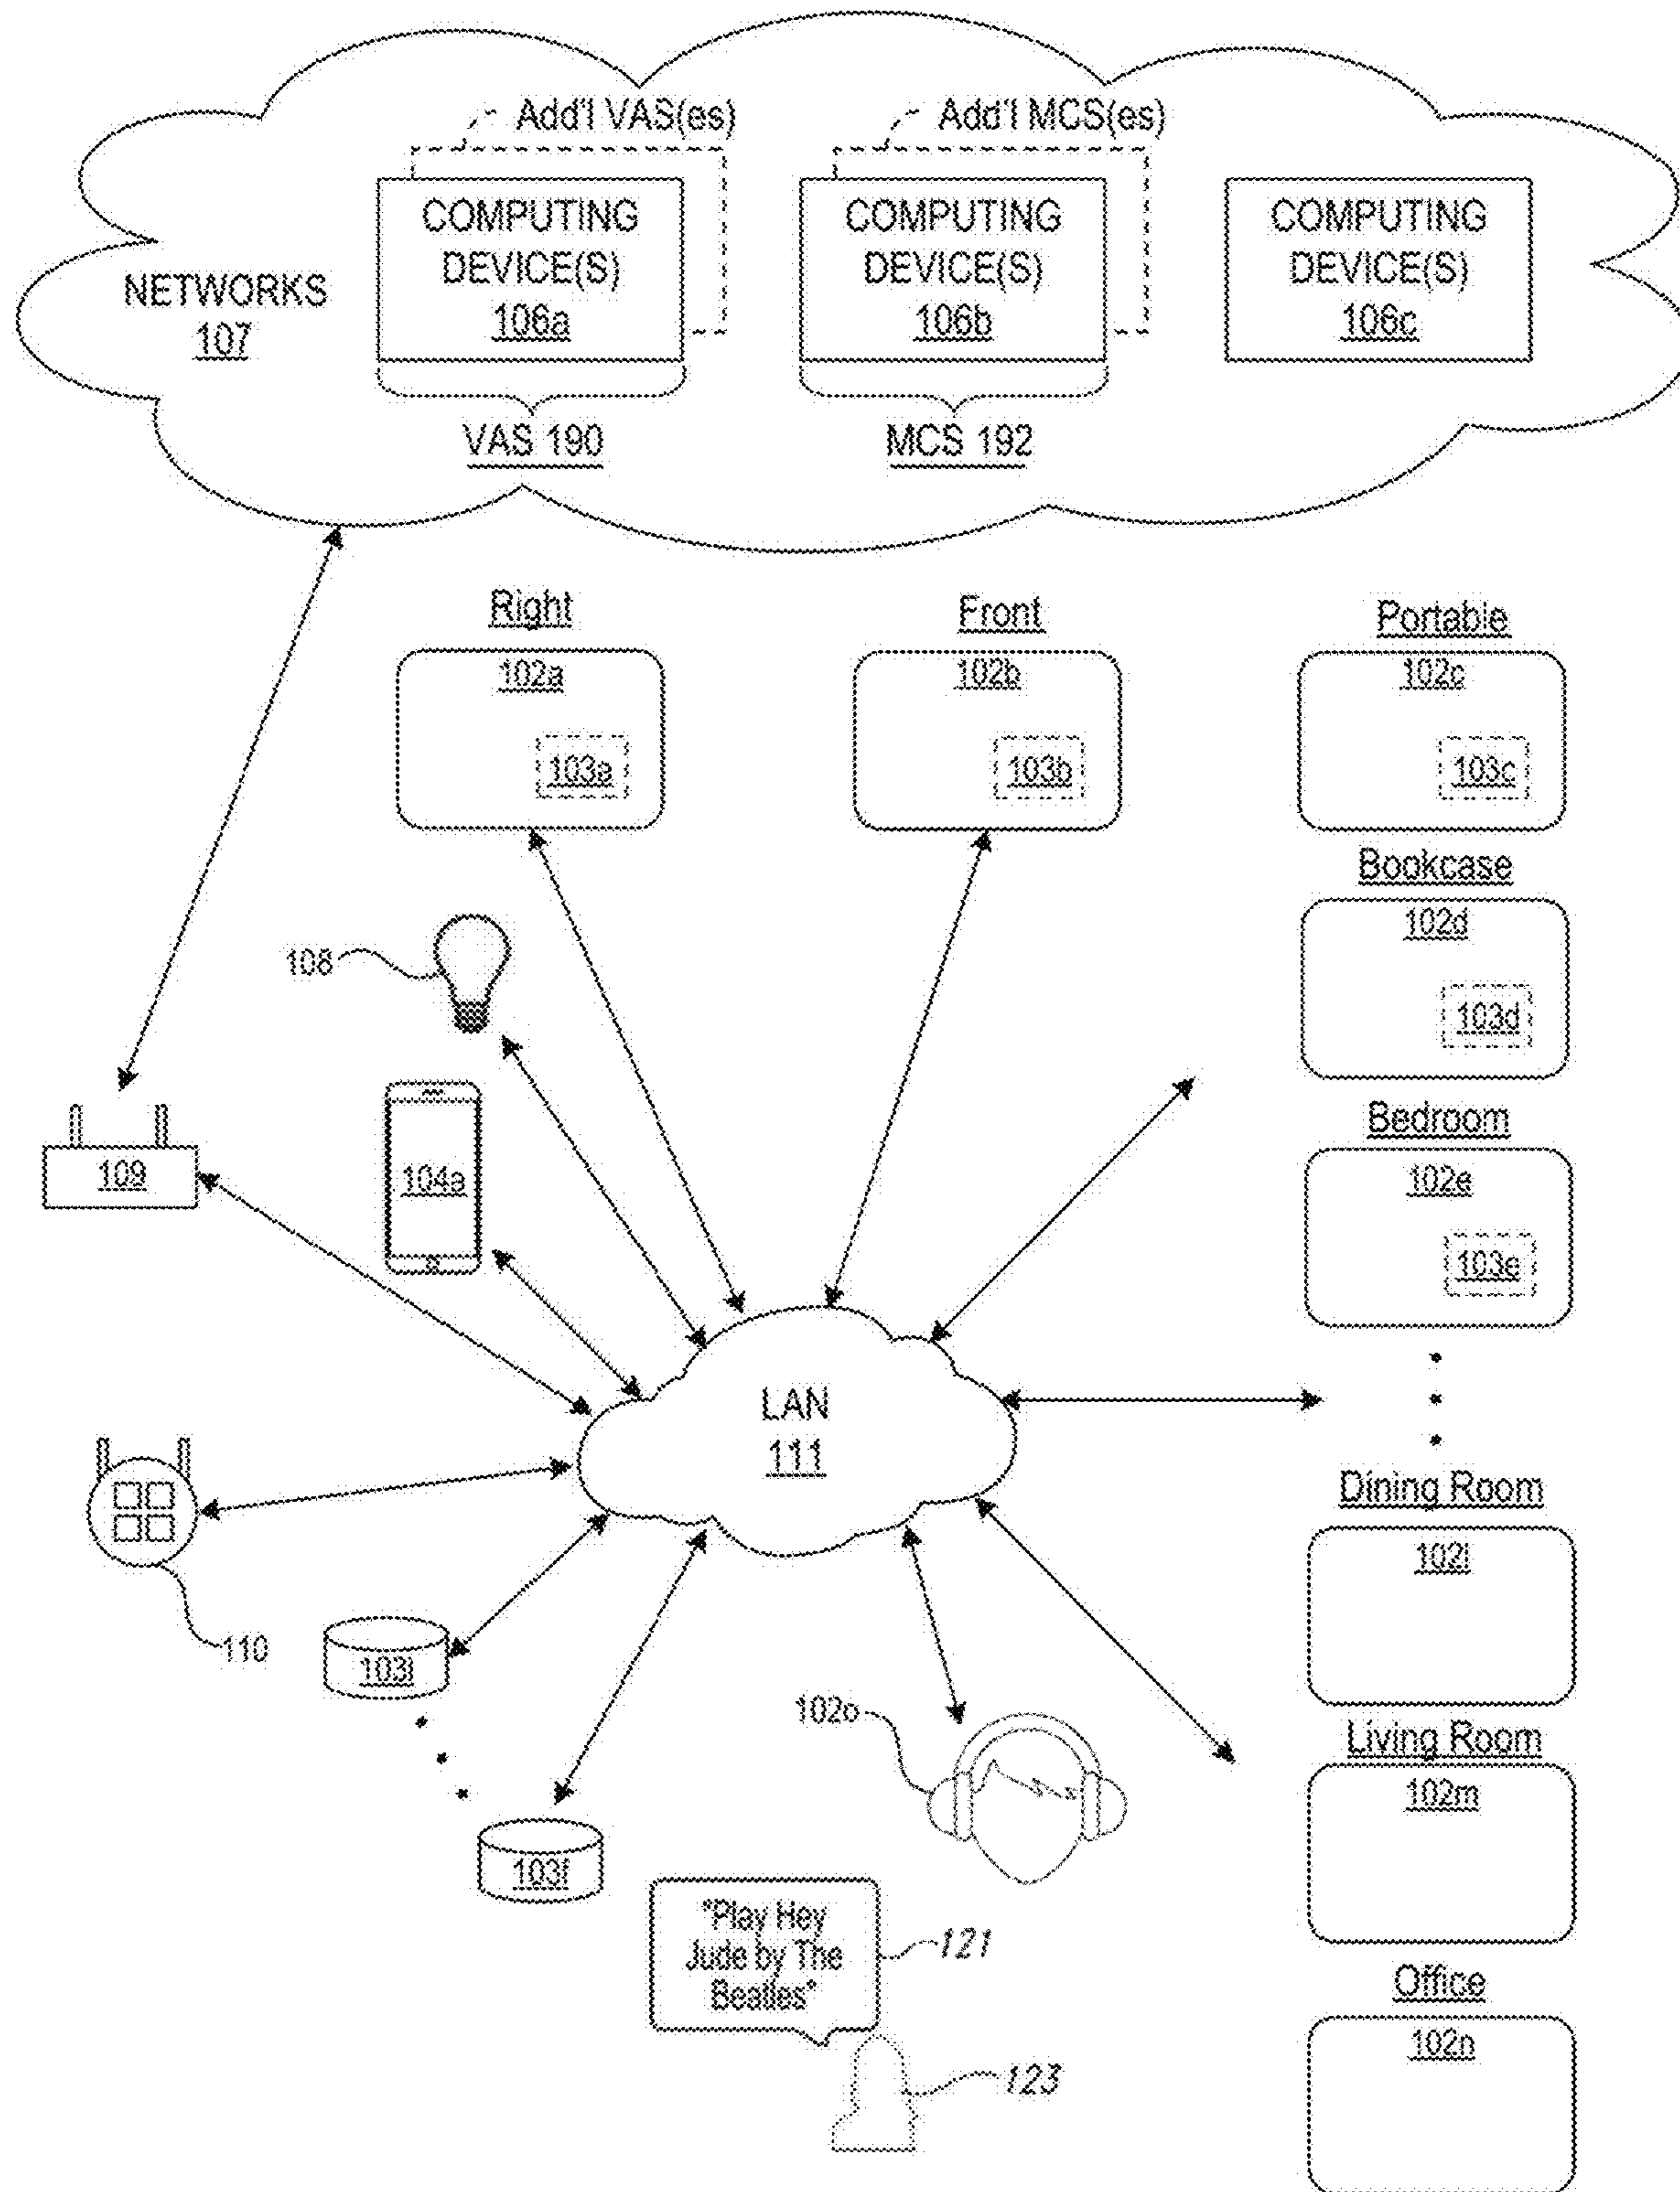 Add'l VAS(es)
Add'l MCS(es)
COMPUTING
DEVICE(S)
106a
COMPUTING
DEVICE(S)
106b
COMPUTING
DEVICE(S)
106c
NETWORKS
107
VAS 190
MCS 192
Right
102a
103a
Front
102b
103b
Portable
102c
103c
Bookcase
102d
103d
Bedroom
102e
103e
108
109
104a
LAN
111
110
103i
103f
102o
Dining Room
102l
Living Room
102m
Office
102n
"Play Hey
Jude by The
Beatles"
121
123